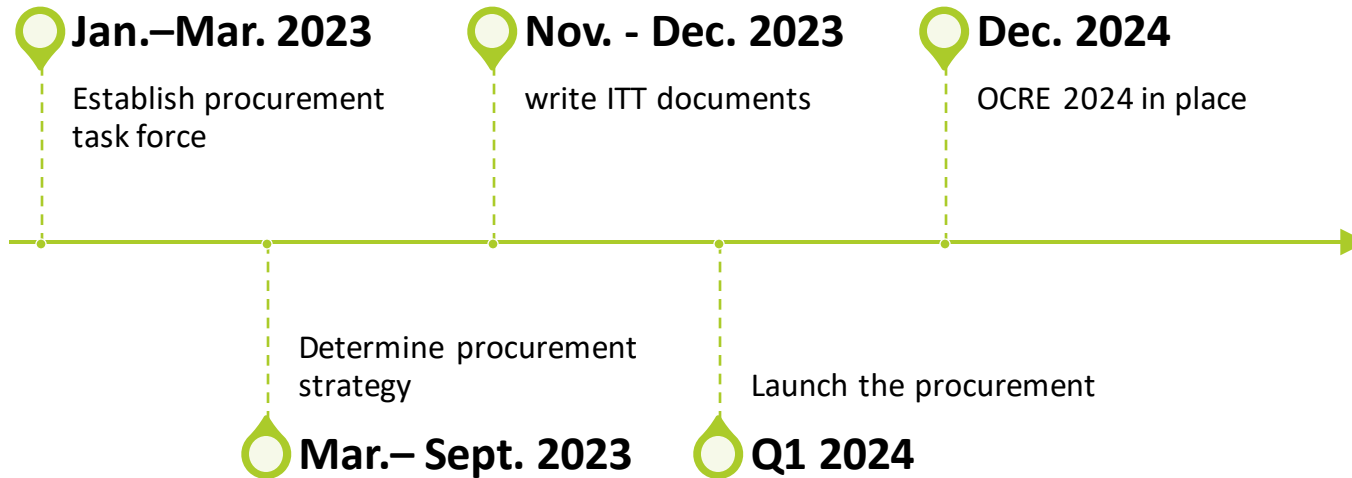 Jan.–Mar. 2023
Establish procurement
task force
Nov. - Dec. 2023
write ITT documents
Dec. 2024
OCRE 2024 in place
Determine procurement
strategy
Mar.– Sept. 2023
Launch the procurement
Q1 2024